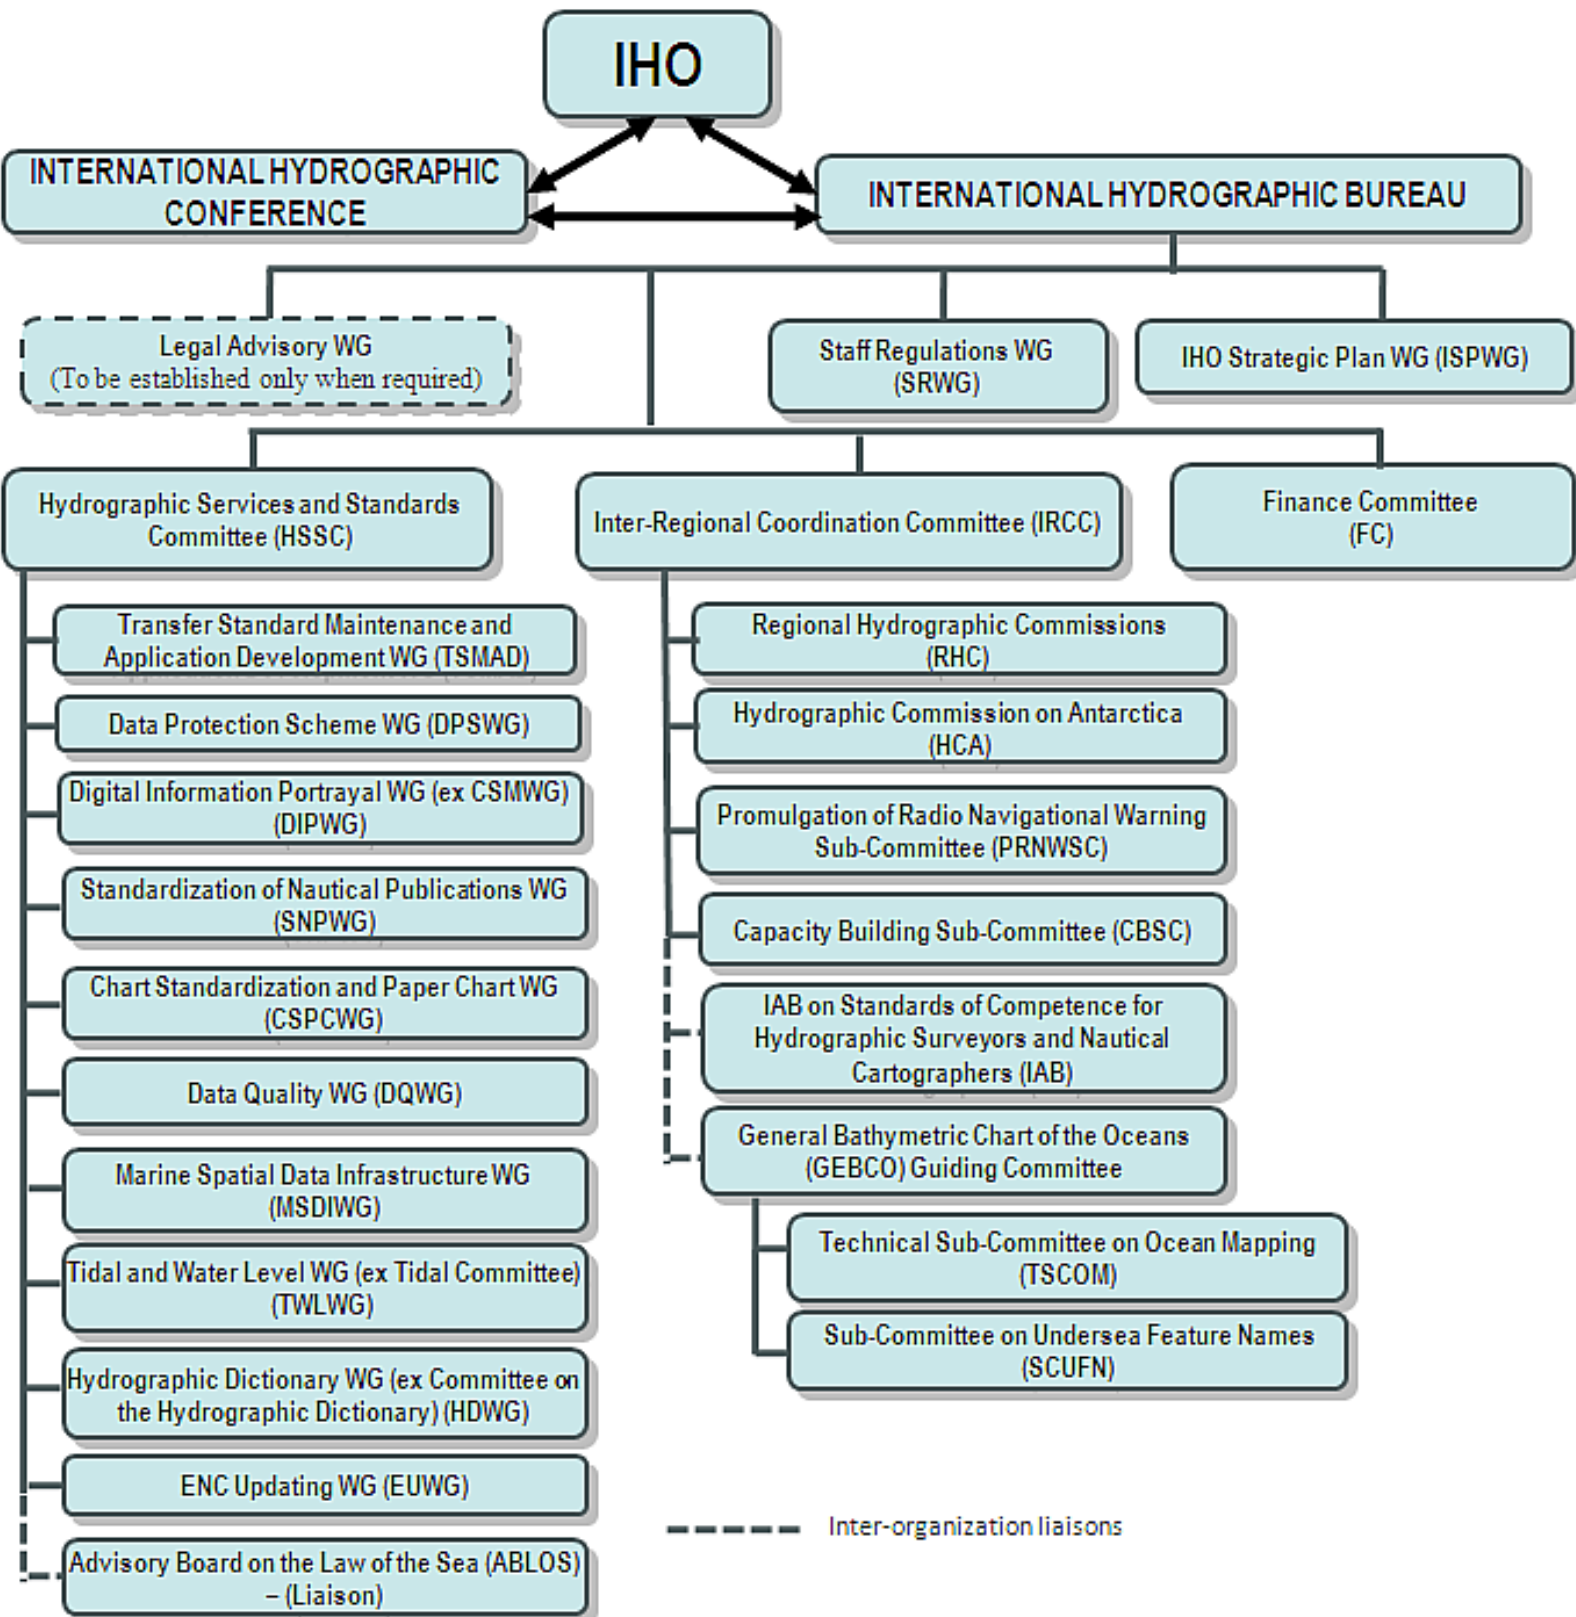 IHO
INTERNATIONAL HYDROGRAPHIC
CONFERENCE
INTERNATIONAL HYDROGRAPHIC BUREAU
Legal Advisory WG
(To be established only when required)
Staff Regulations WG
(SRWG)
IHO Strategic Plan WG (ISPWG)
Hydrographic Services and Standards
Committee (HSSC)
Inter-Regional Coordination Committee (IRCC)
Finance Committee
(FC)
Transfer Standard Maintenance and
Application Development WG (TSMAD)
Data Protection Scheme WG (DPSWG)
Digital Information Portrayal WG (ex CSMWG)
(DIPWG)
Standardization of Nautical Publications WG
(SNPWG)
Chart Standardization and Paper Chart WG
(CSPCWG)
Data Quality WG (DQWG)
Marine Spatial Data Infrastructure WG
(MSDIWG)
Tidal and Water Level WG (ex Tidal Committee)
(TWLWG)
Hydrographic Dictionary WG (ex Committee on
the Hydrographic Dictionary) (HDWG)
ENC Updating WG (EUWG)
Advisory Board on the Law of the Sea (ABLOS)
– (Liaison)
Regional Hydrographic Commissions
(RHC)
Hydrographic Commission on Antarctica
(HCA)
Promulgation of Radio Navigational Warning
Sub-Committee (PRNWSC)
Capacity Building Sub-Committee (CBSC)
IAB on Standards of Competence for
Hydrographic Surveyors and Nautical
Cartographers (IAB)
General Bathymetric Chart of the Oceans
(GEBCO) Guiding Committee
Technical Sub-Committee on Ocean Mapping
(TSCOM)
Sub-Committee on Undersea Feature Names
(SCUFN)
Inter-organization liaisons